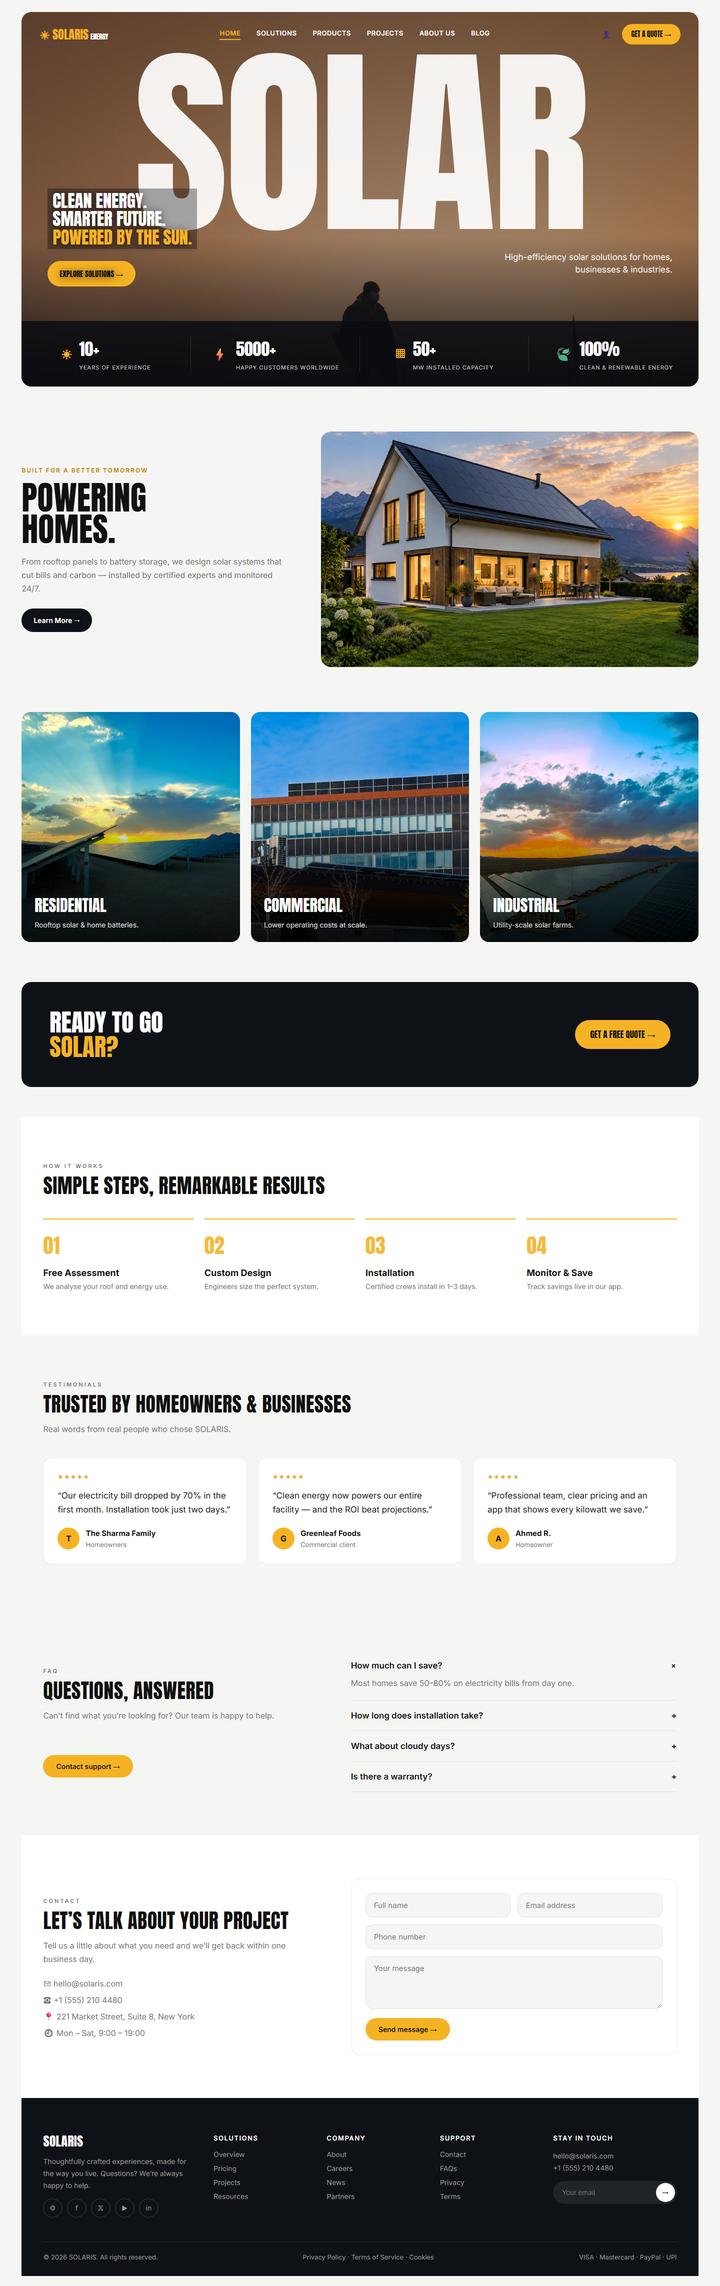 SOLARIS ENERGY
HOME SOLUTIONS PRODUCTS PROJECTS ABOUT US BLOG
GET A QUOTE →
SOLAR
CLEAN ENERGY.
SMARTER FUTURE.
POWERED BY THE SUN.
EXPLORE SOLUTIONS →
High-efficiency solar solutions for homes,
businesses & industries.
10+
YEARS OF EXPERIENCE
5000+
HAPPY CUSTOMERS WORLDWIDE
50+
MW INSTALLED CAPACITY
100%
CLEAN & RENEWABLE ENERGY
BUILT FOR A BETTER TOMORROW
POWERING
HOMES.
From rooftop panels to battery storage, we design solar systems that
cut bills and carbon — installed by certified experts and monitored
24/7.
Learn More →
RESIDENTIAL
Rooftop solar & home batteries.
COMMERCIAL
Lower operating costs at scale.
INDUSTRIAL
Utility-scale solar farms.
READY TO GO
SOLAR?
GET A FREE QUOTE →
HOW IT WORKS
SIMPLE STEPS, REMARKABLE RESULTS
01
Free Assessment
We analyse your roof and energy use.
02
Custom Design
Engineers size the perfect system.
03
Installation
Certified crews install in 1–3 days.
04
Monitor & Save
Track savings live in our app.
TESTIMONIALS
TRUSTED BY HOMEOWNERS & BUSINESSES
Real words from real people who chose SOLARIS.
★★★★★
“Our electricity bill dropped by 70% in the
first month. Installation took just two days.”
T
The Sharma Family
Homeowners
★★★★★
“Clean energy now powers our entire
facility — and the ROI beat projections.”
G
Greenleaf Foods
Commercial client
★★★★★
“Professional team, clear pricing and an
app that shows every kilowatt we save.”
A
Ahmed R.
Homeowner
FAQ
QUESTIONS, ANSWERED
Can’t find what you’re looking for? Our team is happy to help.
Contact support →
How much can I save? ×
Most homes save 50–80% on electricity bills from day one.
How long does installation take? +
What about cloudy days? +
Is there a warranty? +
CONTACT
LET’S TALK ABOUT YOUR PROJECT
Tell us a little about what you need and we’ll get back within one
business day.
hello@solaris.com
+1 (555) 210 4480
221 Market Street, Suite 8, New York
Mon – Sat, 9:00 – 19:00
Full name
Email address
Phone number
Your message
Send message →
SOLARIS
Thoughtfully crafted experiences, made for
the way you live. Questions? We’re always
happy to help.
f
𝕏
in
SOLUTIONS
Overview
Pricing
Projects
Resources
COMPANY
About
Careers
News
Partners
SUPPORT
Contact
FAQs
Privacy
Terms
STAY IN TOUCH
hello@solaris.com
+1 (555) 210 4480
Your email →
© 2026 SOLARIS. All rights reserved.
Privacy Policy · Terms of Service · Cookies
VISA · Mastercard · PayPal · UPI